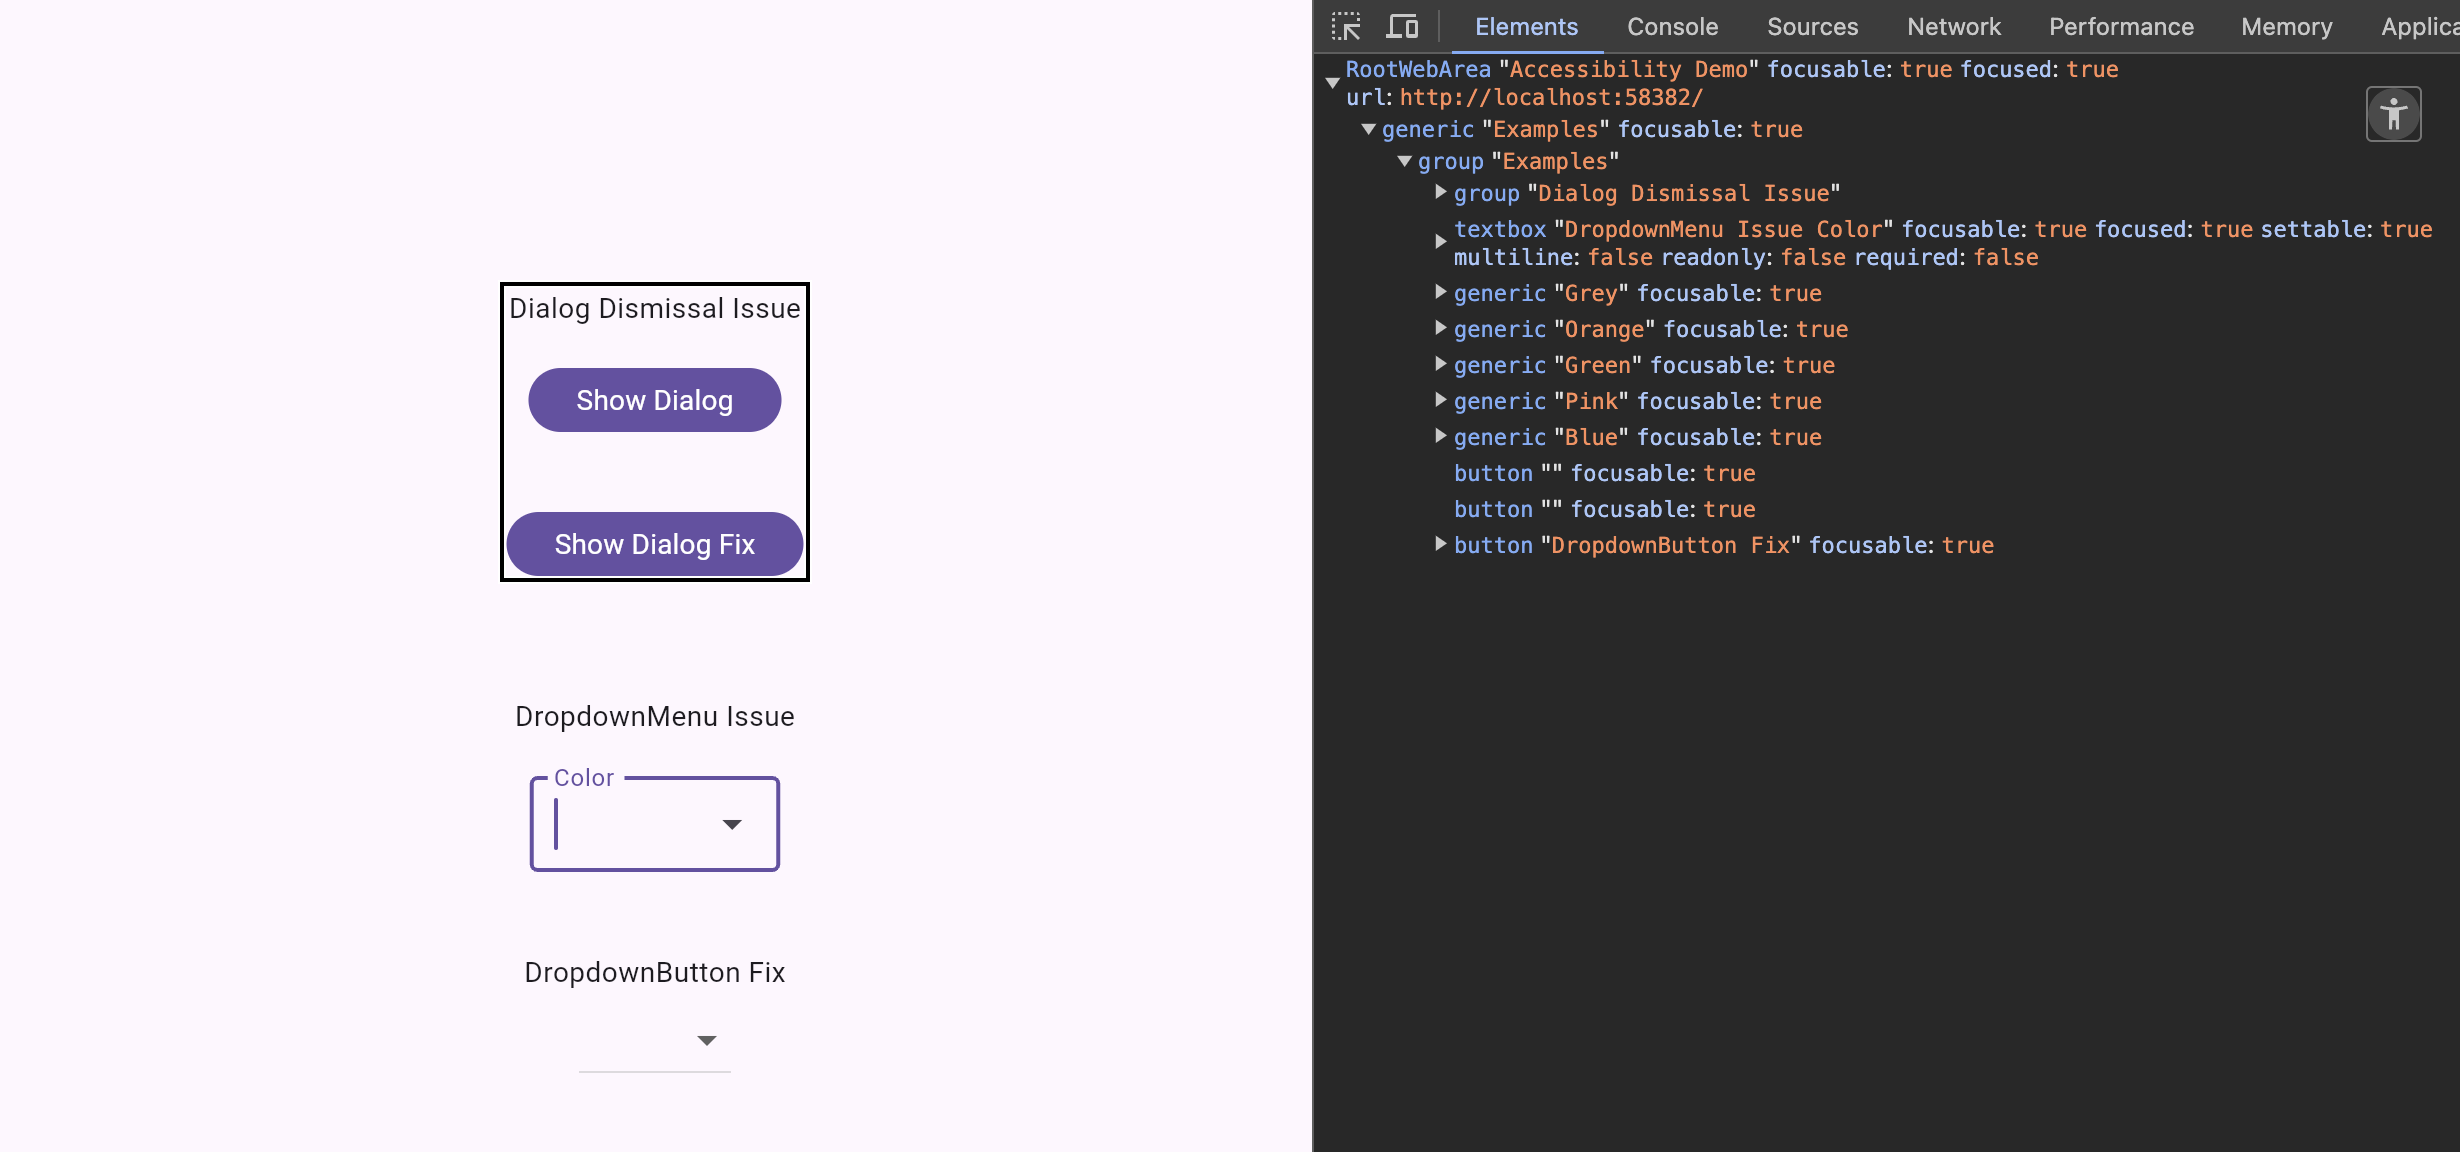 Dialog Dismissal Issue
Show Dialog
Show Dialog Fix
DropdownMenu Issue
Color
DropdownButton Fix
Elements Console Sources Network Performance Memory Applica
RootWebArea "Accessibility Demo" focusable: true focused: true
url: http://localhost:58382/
generic "Examples" focusable: true
group "Examples"
group "Dialog Dismissal Issue"
textbox "DropdownMenu Issue Color" focusable: true focused: true settable: true
multiline: false readonly: false required: false
generic "Grey" focusable: true
generic "Orange" focusable: true
generic "Green" focusable: true
generic "Pink" focusable: true
generic "Blue" focusable: true
button "" focusable: true
button "" focusable: true
button "DropdownButton Fix" focusable: true